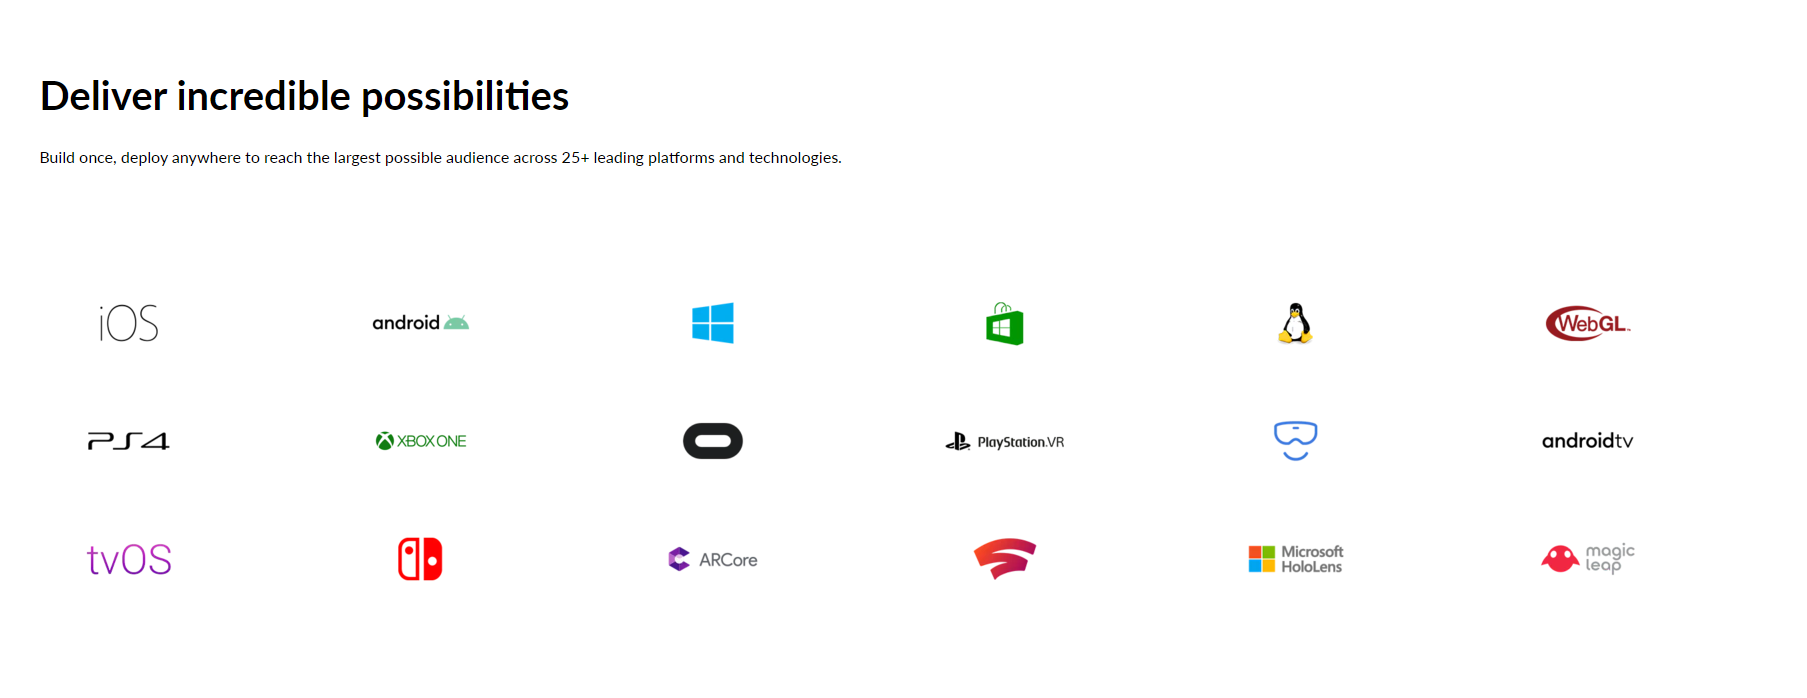 Deliver incredible possibilities
Build once, deploy anywhere to reach the largest possible audience across 25+ leading platforms and technologies.
iOS
android
WebGL™
PS4
XBOX ONE
PlayStation.VR
androidtv
tvOS
ARCore
Microsoft
HoloLens
magic
leap